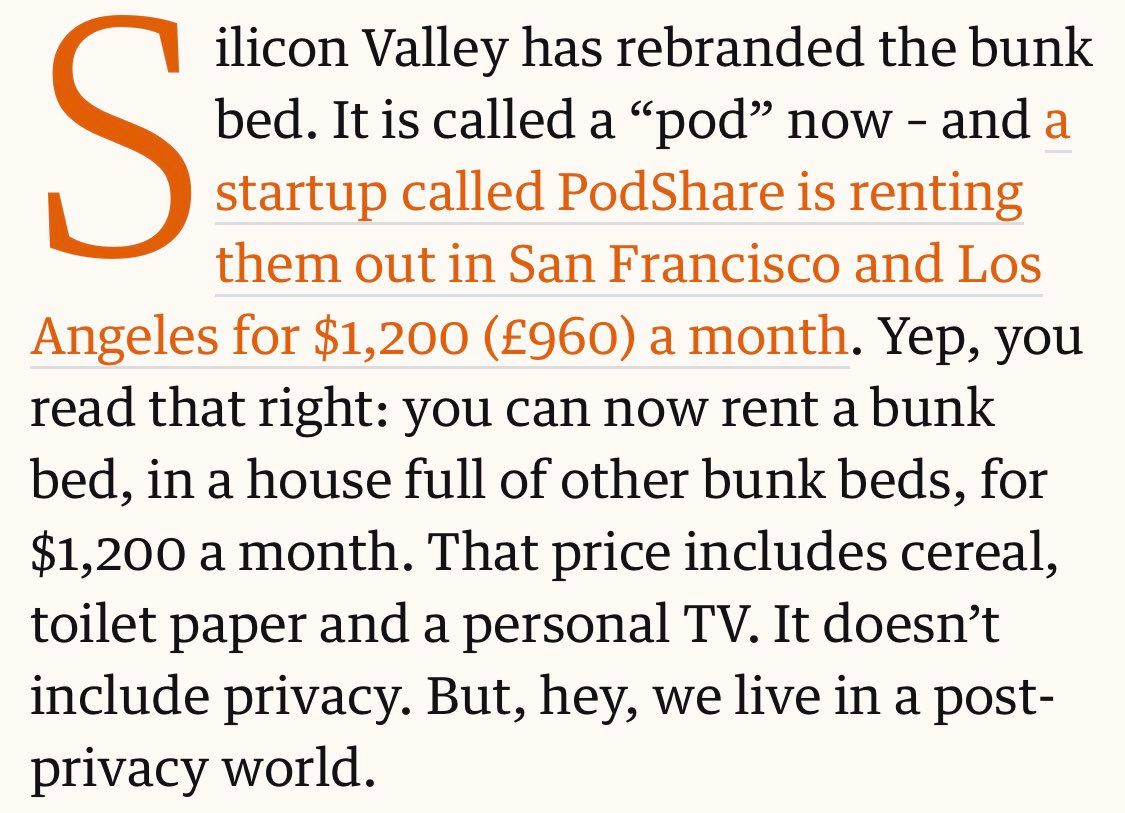 Silicon Valley has rebranded the bunk
bed. It is called a “pod” now – and a
startup called PodShare is renting
them out in San Francisco and Los
Angeles for $1,200 (£960) a month. Yep, you
read that right: you can now rent a bunk
bed, in a house full of other bunk beds, for
$1,200 a month. That price includes cereal,
toilet paper and a personal TV. It doesn’t
include privacy. But, hey, we live in a post-
privacy world.